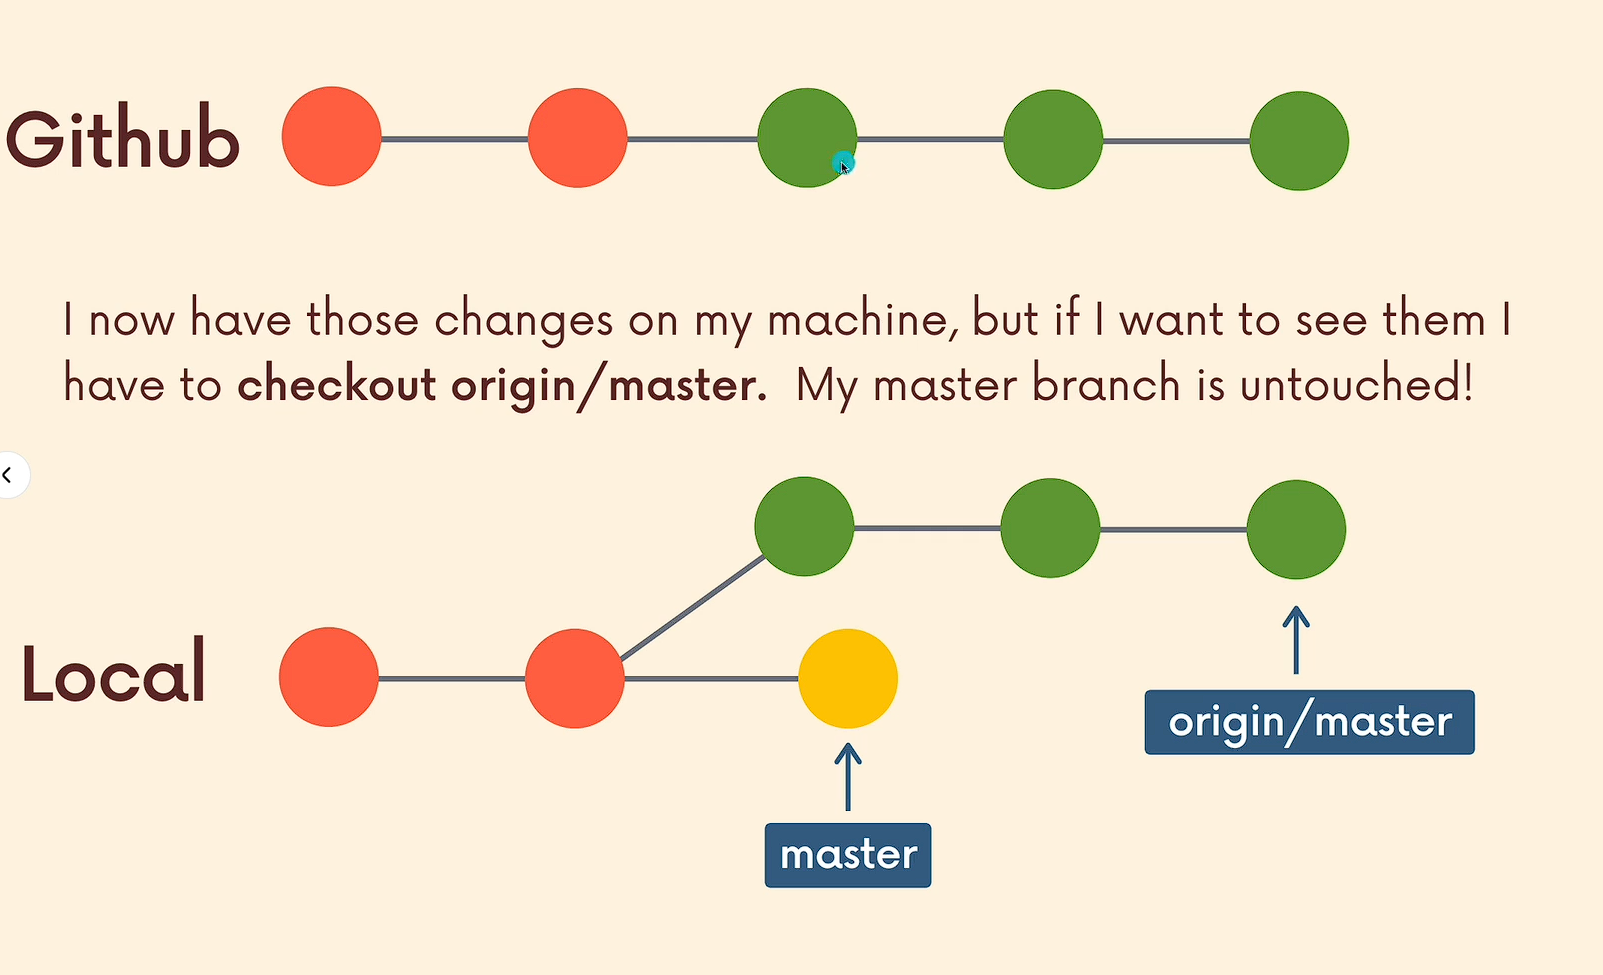 Github
I now have those changes on my machine, but if I want to see them I
have to checkout origin/master. My master branch is untouched!
Local
origin/master
master